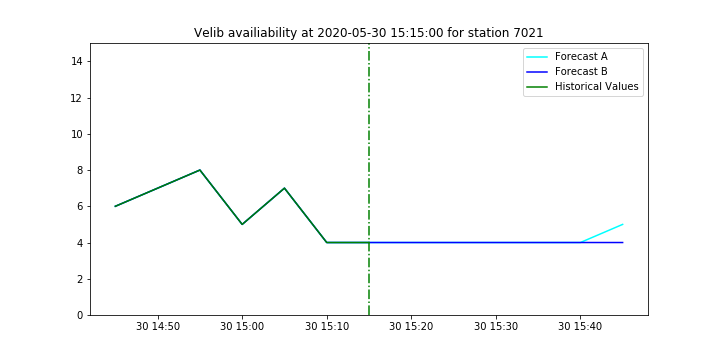 Velib availiability at 2020-05-30 15:15:00 for station 7021
14
12
10
8
6
4
2
0
Forecast A
Forecast B
Historical Values
30 14:50 30 15:00 30 15:10 30 15:20 30 15:30 30 15:40